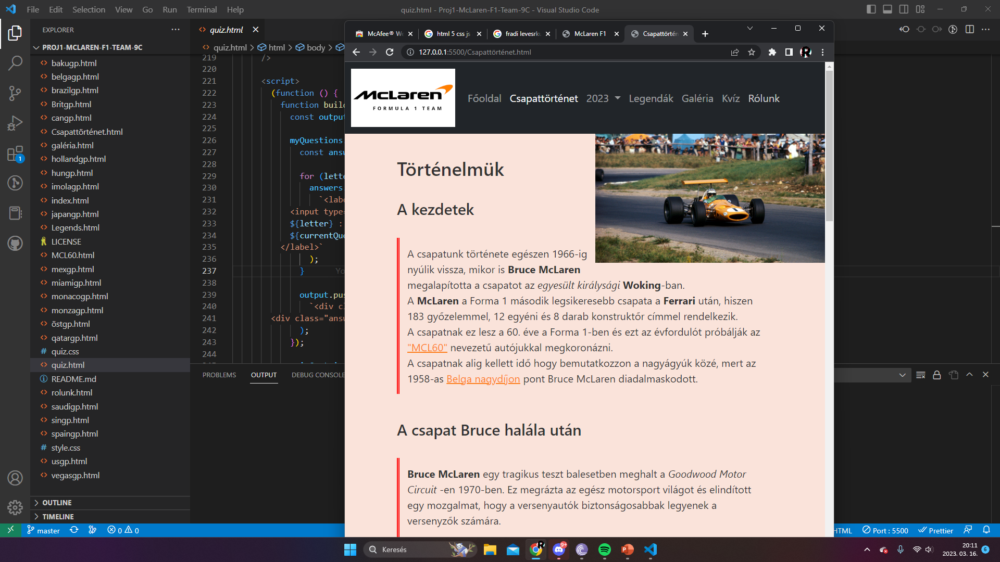 File Edit Selection View Go Run Terminal Help
quiz.html - Proj1-McLaren-F1-Team-9C - Visual Studio Code
EXPLORER
PROJ1-MCLAREN-F1-TEAM-9C
bakugp.html
belgagp.html
brazilgp.html
Britgp.html
cangp.html
Csapattörténet.html
galéria.html
hollandgp.html
hungp.html
imolagp.html
index.html
japangp.html
Legends.html
LICENSE
MCL60.html
mexgp.html
miamigp.html
monacogp.html
monzagp.html
östgp.html
qatargp.html
quiz.css
quiz.html
README.md
rolunk.html
saudigp.html
singp.html
spaingp.html
style.css
usgp.html
vegasgp.html
OUTLINE
TIMELINE
1
quiz.html
quiz.html > html > body >
219 />
220
221 <script>
222 (function () {
223 function build
224 const output
225
226 myQuestions
227 const answ
228
229 for (lette
230 answers
231 `<label
232 <input type=
233 ${letter} :
234 ${currentQue
235 </label>`
236 );
237 }
238
239 output.pus
240 `<div cl
241 <div class="answ
242 );
243 });
244
PROBLEMS OUTPUT DEBUG CONSOLE
McAfee® We
html 5 css js
fradi levesrku
McLaren F1
Csapattörtén
127.0.0.1:5500/Csapattörténet.html
McLaren
FORMULA 1 TEAM
Főoldal Csapattörténet 2023 Legendák Galéria Kvíz Rólunk
Történelmük
A kezdetek
A csapatunk története egészen 1966-ig
nyúlik vissza, mikor is Bruce McLaren
megalapította a csapatot az egyesült királysági Woking-ban.
A McLaren a Forma 1 második legsikeresebb csapata a Ferrari után, hiszen
183 győzelemmel, 12 egyéni és 8 darab konstruktőr címmel rendelkezik.
A csapatnak ez lesz a 60. éve a Forma 1-ben és ezt az évfordulót próbálják az
"MCL60" nevezetű autójukkal megkoronázni.
A csapatnak alig kellett idő hogy bemutatkozzon a nagyágyúk közé, mert az
1958-as Belga nagydíjon pont Bruce McLaren diadalmaskodott.
A csapat Bruce halála után
Bruce McLaren egy tragikus teszt balesetben meghalt a Goodwood Motor
Circuit -en 1970-ben. Ez megrázta az egész motorsport világot és elindított
egy mozgalmat, hogy a versenyautók biztonságosabbak legyenek a
versenyzők számára.
master 0 0
HTML Port : 5500 Prettier
Keresés
9+
20:11
2023. 03. 16.
6